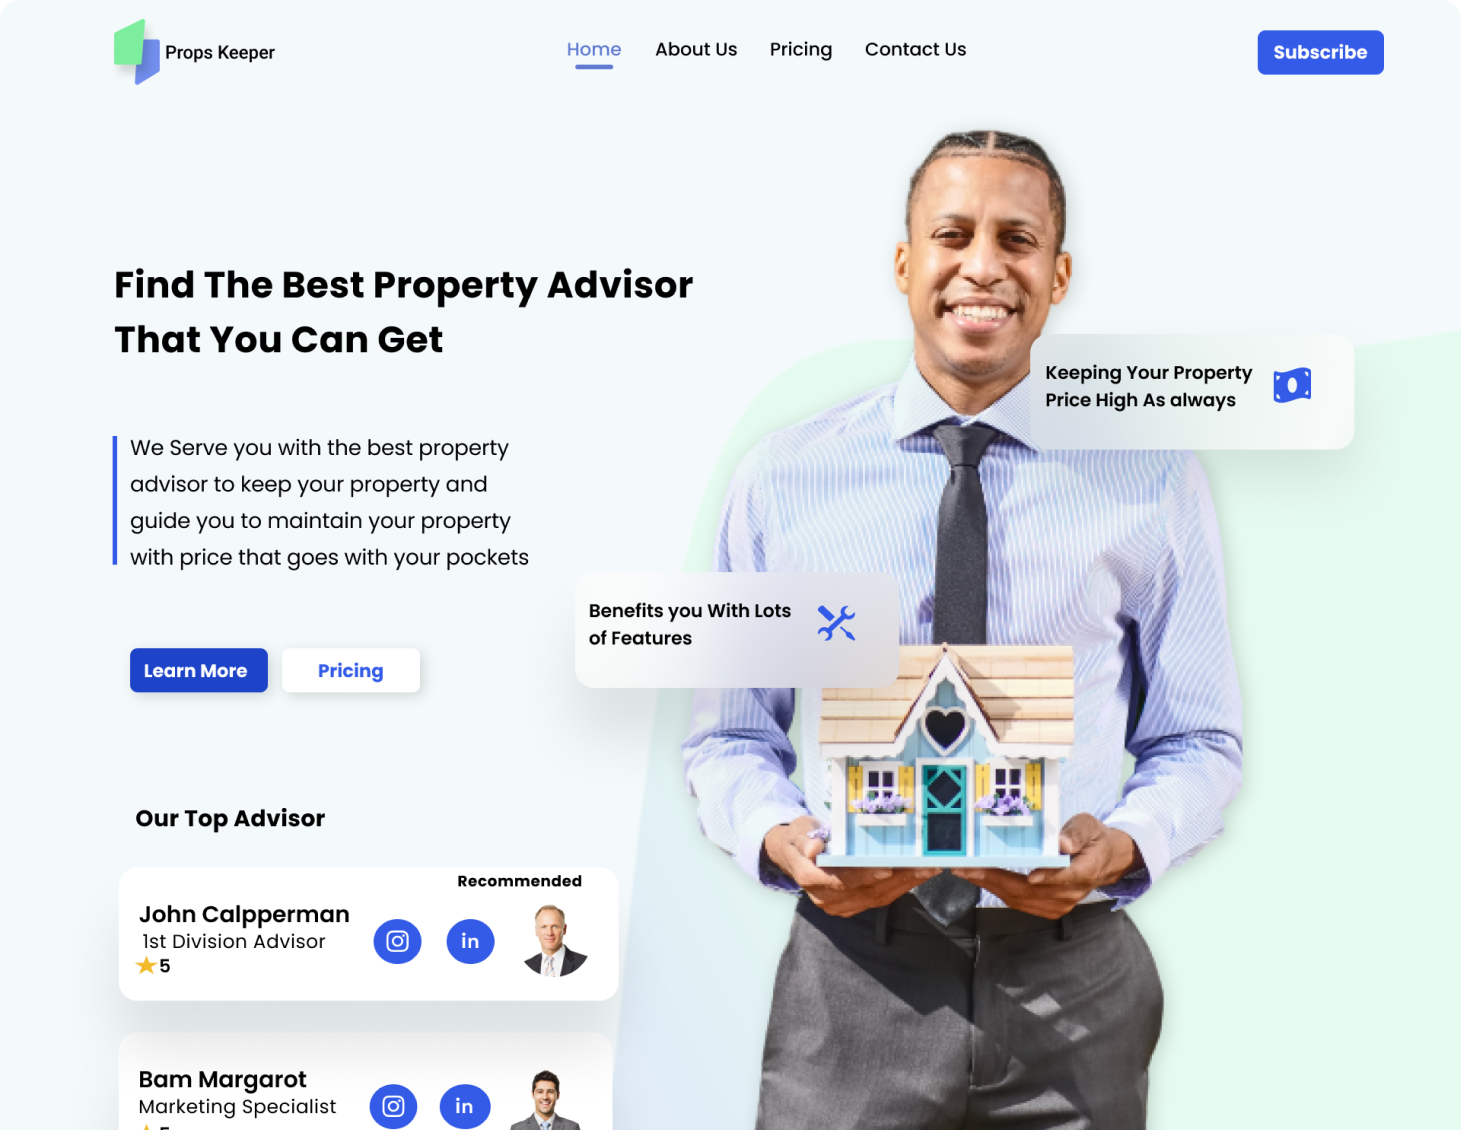 Props Keeper
Home
About Us
Pricing
Contact Us
Subscribe
Find The Best Property Advisor
That You Can Get
Keeping Your Property
Price High As always
We Serve you with the best property
advisor to keep your property and
guide you to maintain your property
with price that goes with your pockets
Benefits you With Lots
of Features
Learn More
Pricing
Our Top Advisor
Recommended
John Calpperman
1st Division Advisor
5
in
Bam Margarot
Marketing Specialist
in